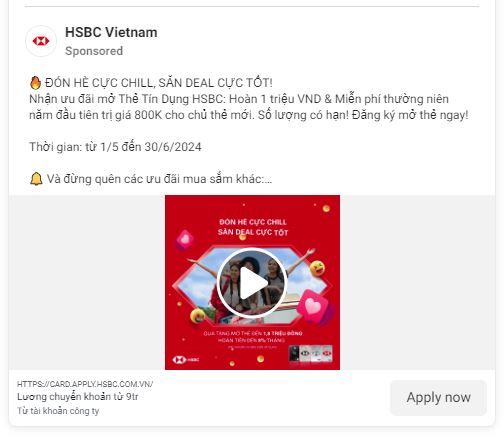 HSBC Vietnam
Sponsored
🔥 ĐÓN HÈ CỰC CHILL, SĂN DEAL CỰC TỐT!
Nhận ưu đãi mở Thẻ Tín Dụng HSBC: Hoàn 1 triệu VND & Miễn phí thường niên
năm đầu tiên trị giá 800K cho chủ thẻ mới. Số lượng có hạn! Đăng ký mở thẻ ngay!
Thời gian: từ 1/5 đến 30/6/2024
🔔 Và đừng quên các ưu đãi mua sắm khác:...
ĐÓN HÈ CỰC CHILL
SĂN DEAL CỰC TỐT
QUÀ TẶNG MỞ THẺ ĐẾN 1,8 TRIỆU ĐỒNG
HOÀN TIỀN ĐẾN 8%/THÁNG
HSBC
HTTPS://CARD.APPLY.HSBC.COM.VN/
Lương chuyển khoản từ 9tr
Từ tài khoản công ty
Apply now